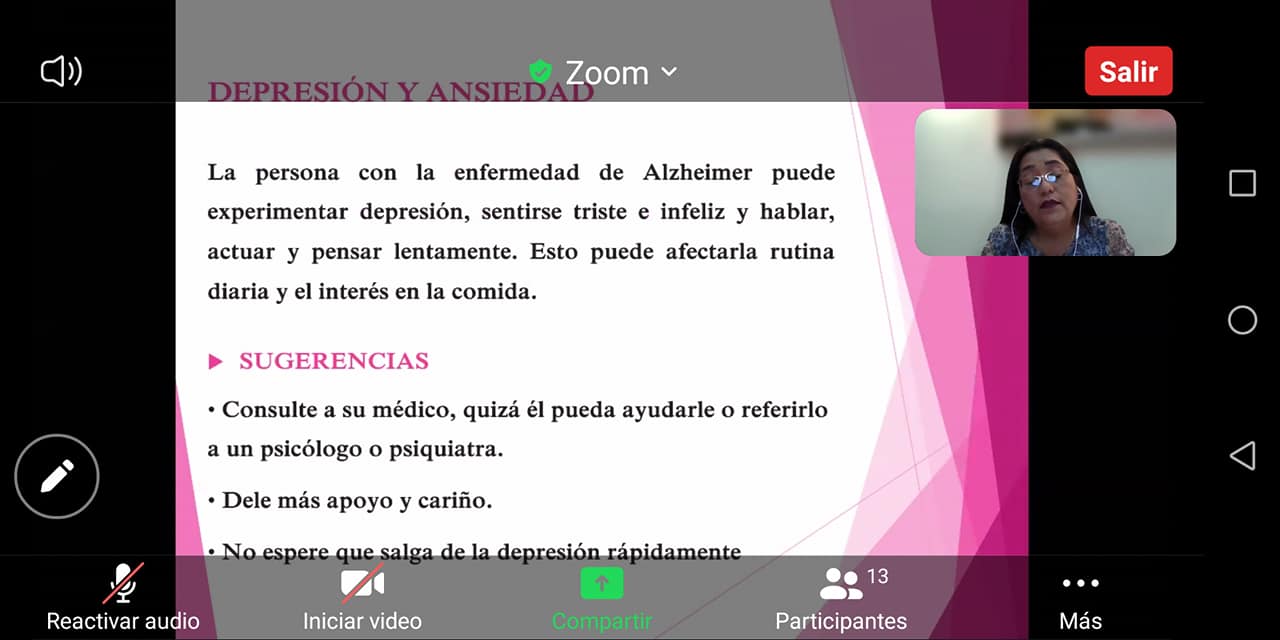 Zoom
Salir
DEPRESIÓN Y ANSIEDAD
La persona con la enfermedad de Alzheimer puede
experimentar depresión, sentirse triste e infeliz y hablar,
actuar y pensar lentamente. Esto puede afectarla rutina
diaria y el interés en la comida.
SUGERENCIAS
• Consulte a su médico, quizá él pueda ayudarle o referirlo
a un psicólogo o psiquiatra.
• Dele más apoyo y cariño.
• No espere que salga de la depresión rápidamente
13
Reactivar audio
Iniciar video
Compartir
Participantes
Más